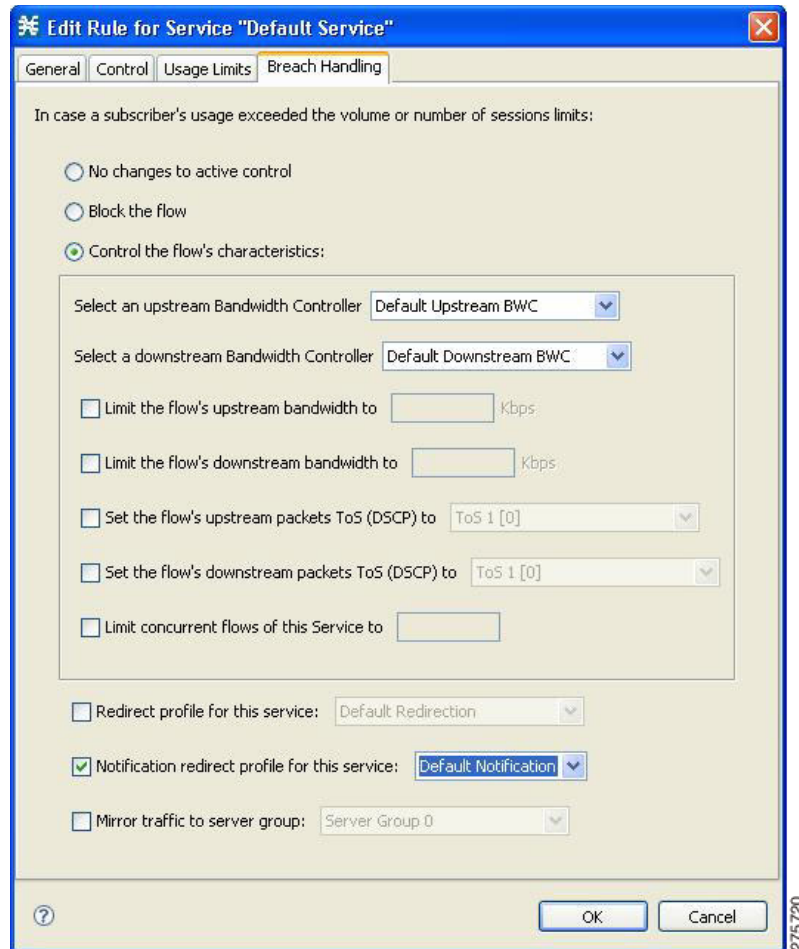 Edit Rule for Service "Default Service"
General Control Usage Limits Breach Handling
In case a subscriber's usage exceeded the volume or number of sessions limits:
No changes to active control
Block the flow
Control the flow's characteristics:
Select an upstream Bandwidth Controller Default Upstream BWC
Select a downstream Bandwidth Controller Default Downstream BWC
Limit the flow's upstream bandwidth to Kbps
Limit the flow's downstream bandwidth to Kbps
Set the flow's upstream packets ToS (DSCP) to ToS 1 [0]
Set the flow's downstream packets ToS (DSCP) to ToS 1 [0]
Limit concurrent flows of this Service to
Redirect profile for this service: Default Redirection
Notification redirect profile for this service: Default Notification
Mirror traffic to server group: Server Group 0
? OK Cancel